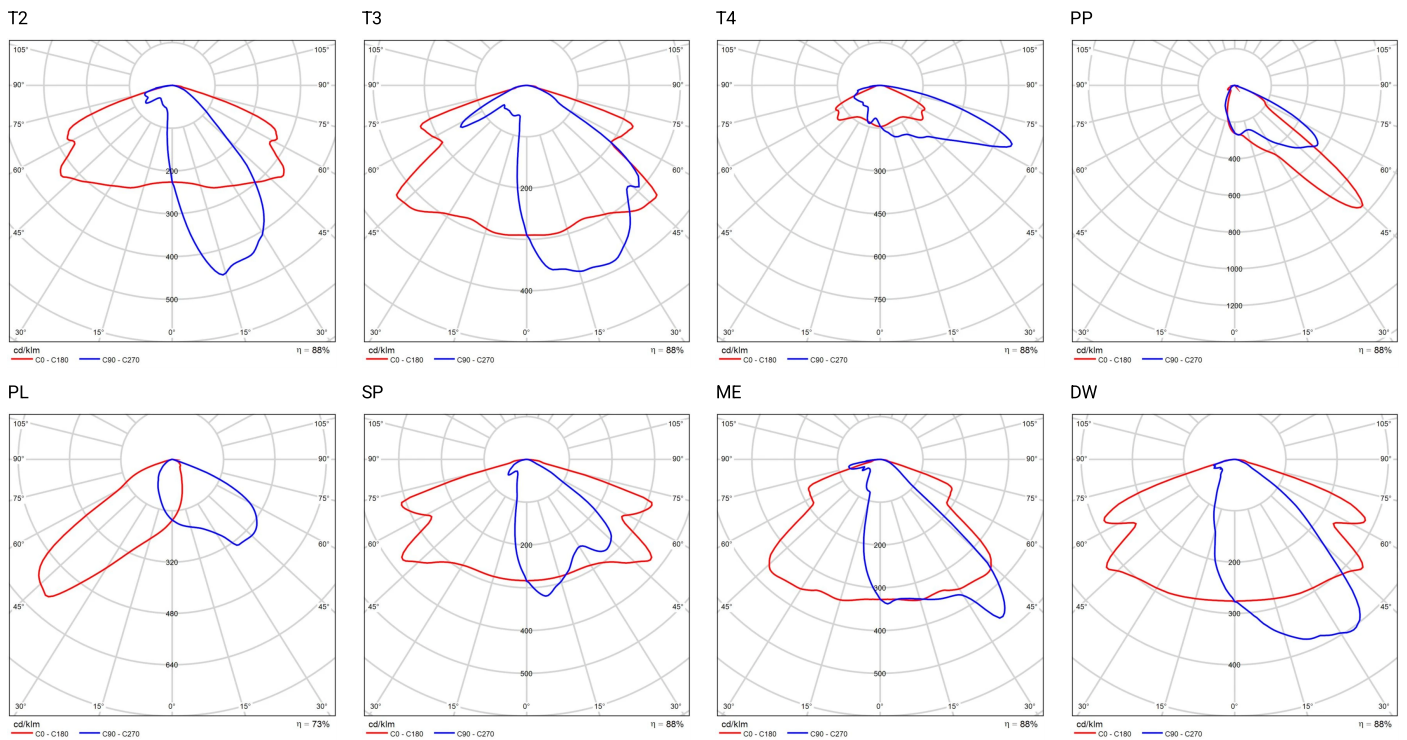 T2 T3 T4 PP
105° 105° 105° 105° 105° 105° 105° 105°
90° 90° 90° 90° 90° 90° 90° 90°
75° 75° 75° 75° 75° 75° 75° 75°
60° 200 60° 60° 200 60° 60° 300 60° 60° 400 60°
45° 300 45° 45° 45° 45° 450 45° 45° 600 800 45°
400 600 1000
500 400 750 1200
30° 15° 0° 15° 30° 30° 15° 0° 15° 30° 30° 15° 0° 15° 30° 30° 15° 0° 15° 30°
cd/klm η = 88% cd/klm η = 88% cd/klm η = 88% cd/klm η = 88%
C0 - C180 C90 - C270 C0 - C180 C90 - C270 C0 - C180 C90 - C270 C0 - C180 C90 - C270
PL SP ME DW
105° 105° 105° 105° 105° 105° 105° 105°
90° 90° 90° 90° 90° 90° 90° 90°
75° 75° 75° 75° 75° 75° 75° 75°
60° 320 60° 60° 200 60° 60° 200 60° 60° 200 60°
45° 480 45° 45° 45° 45° 300 45° 45° 300 45°
640 400 400 400
500 500
30° 15° 0° 15° 30° 30° 15° 0° 15° 30° 30° 15° 0° 15° 30° 30° 15° 0° 15° 30°
cd/klm η = 73% cd/klm η = 88% cd/klm η = 88% cd/klm η = 88%
C0 - C180 C90 - C270 C0 - C180 C90 - C270 C0 - C180 C90 - C270 C0 - C180 C90 - C270